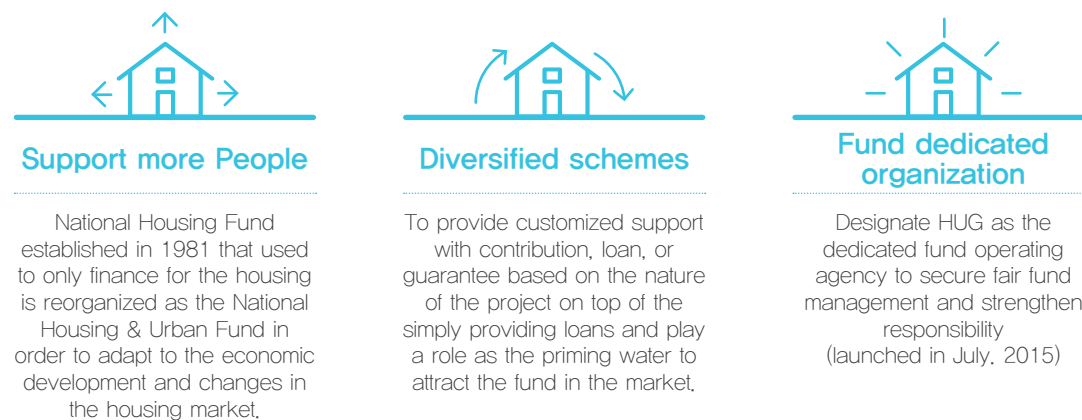 Support more People
National Housing Fund
established in 1981 that used
to only finance for the housing
is reorganized as the National
Housing & Urban Fund in
order to adapt to the economic
development and changes in
the housing market.
Diversified schemes
To provide customized support
with contribution, loan, or
guarantee based on the nature
of the project on top of the
simply providing loans and play
a role as the priming water to
attract the fund in the market.
Fund dedicated
organization
Designate HUG as the
dedicated fund operating
agency to secure fair fund
management and strengthen
responsibility
(launched in July. 2015)